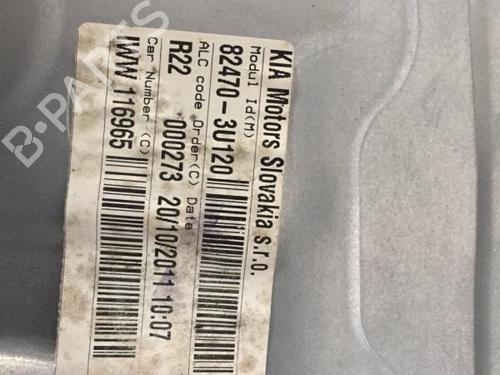 KIA Motors Slovakia s.r.o.
Modul Id(M)
82470-3U120
ALC code Order(C) Date
R22 000273 20/10/2011 10:07
Car Number (C)
IWW 116965
B-PARTS